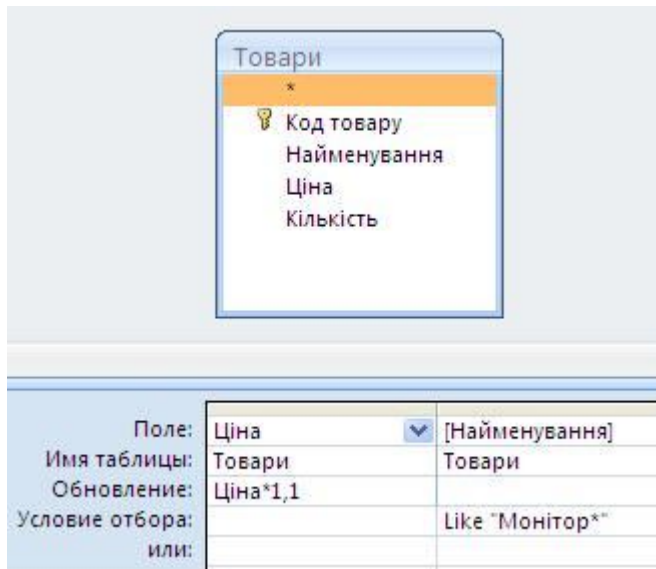 Товари
*
Код товару
Найменування
Ціна
Кількість
Поле: Ціна [Найменування]
Имя таблицы: Товари Товари
Обновление: Ціна*1,1
Условие отбора: Like "Монітор*"
или: